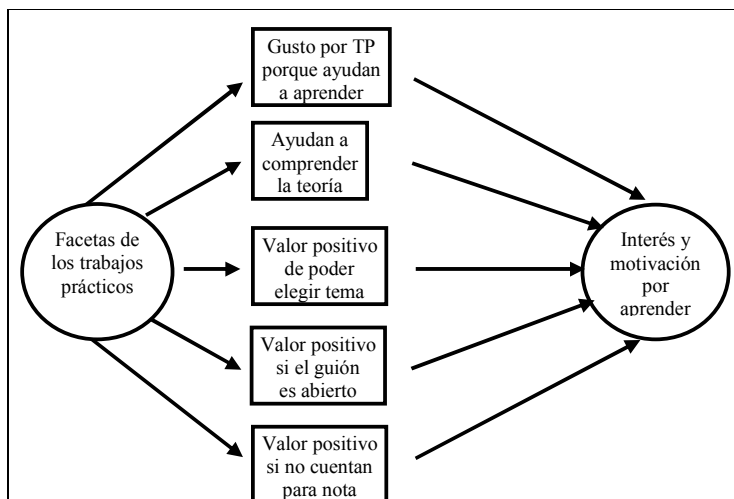 Gusto por TP
porque ayudan
a aprender
Ayudan a
comprender
la teoría
Facetas de
los trabajos
prácticos
Valor positivo
de poder
elegir tema
Interés y
motivación
por
aprender
Valor positivo
si el guión
es abierto
Valor positivo
si no cuentan
para nota